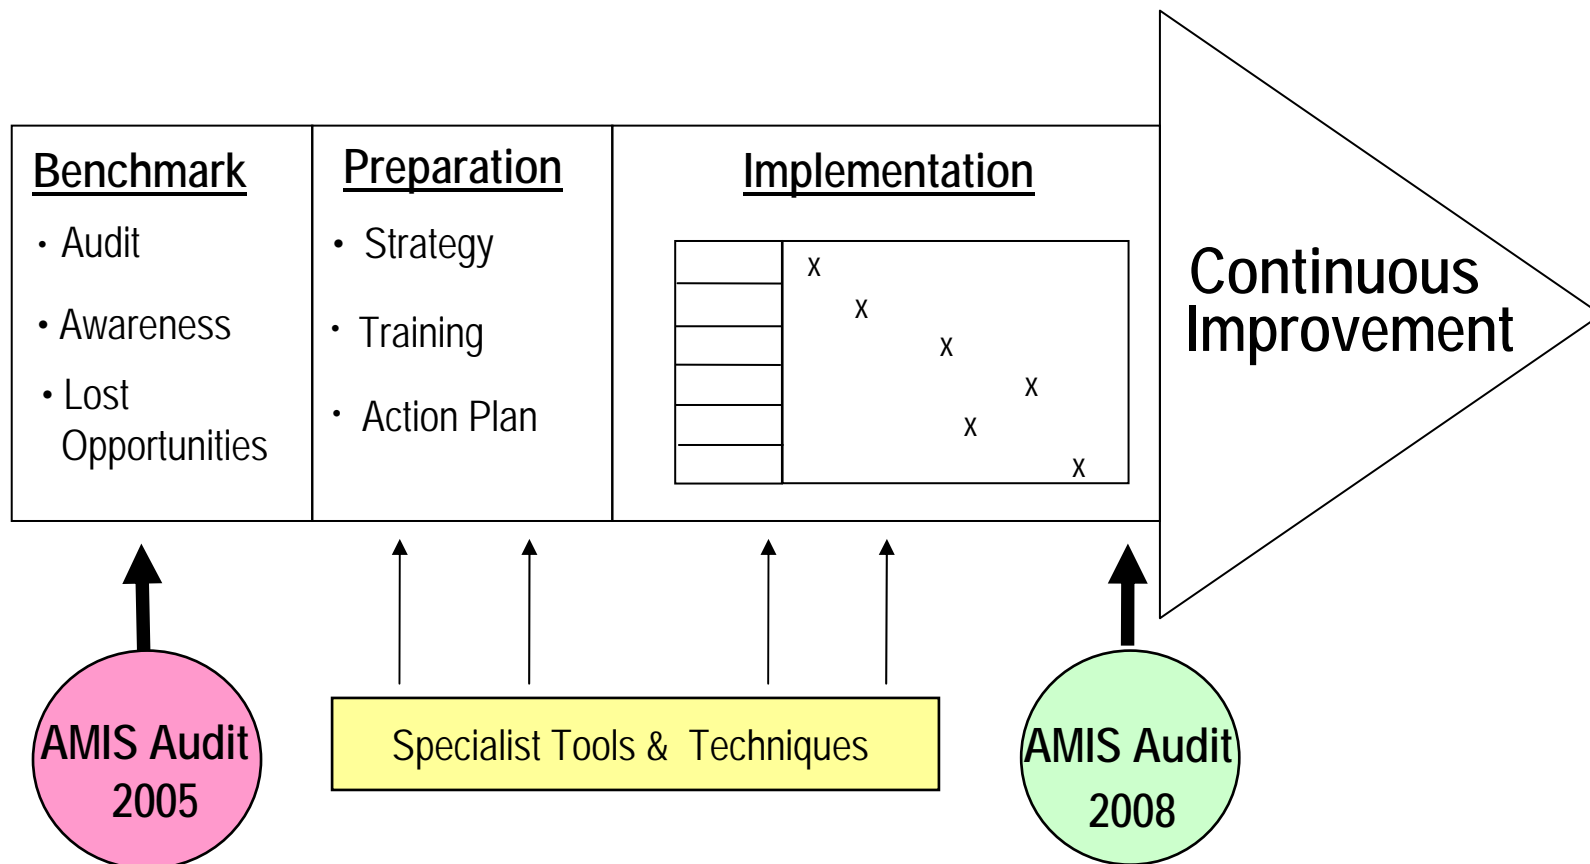 Benchmark
· Audit
· Awareness
· Lost
Opportunities
Preparation
· Strategy
· Training
· Action Plan
Implementation
x
x
x
x
x
x
Continuous
Improvement
AMIS Audit
2005
Specialist Tools & Techniques
AMIS Audit
2008